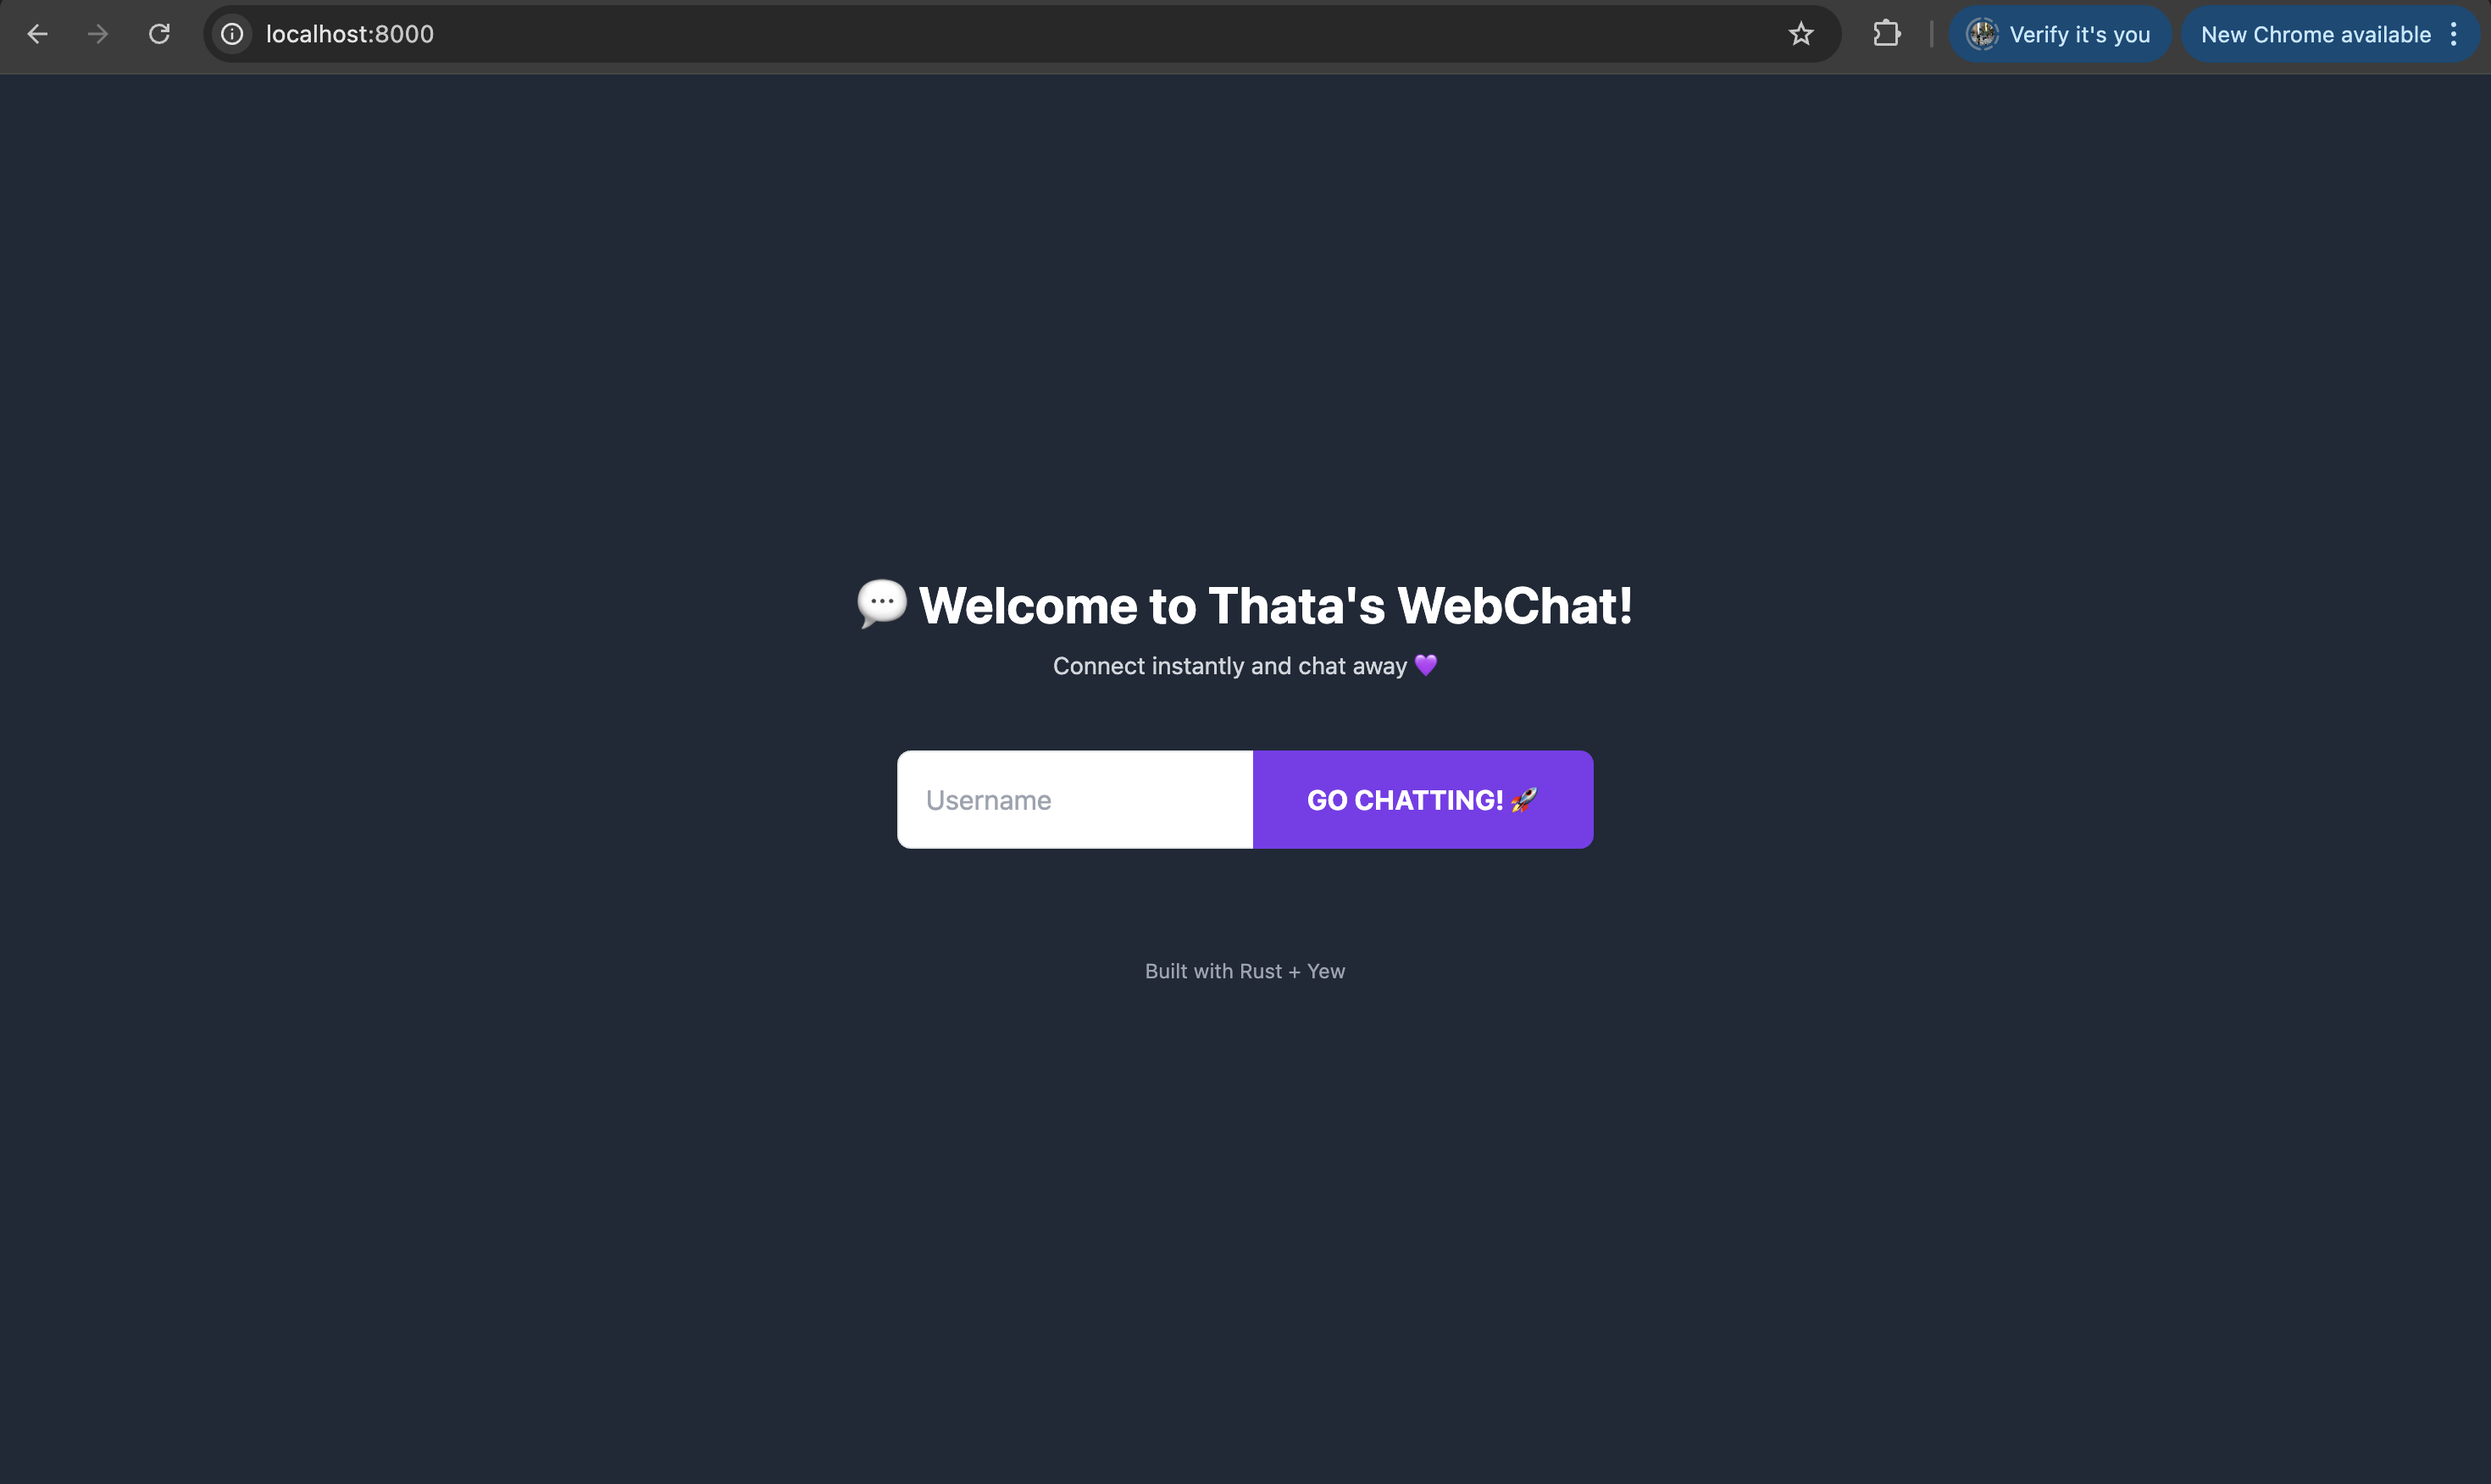 localhost:8000
Verify it's you
New Chrome available
💬 Welcome to Thata's WebChat!
Connect instantly and chat away 💜
Username
GO CHATTING! 🚀
Built with Rust + Yew